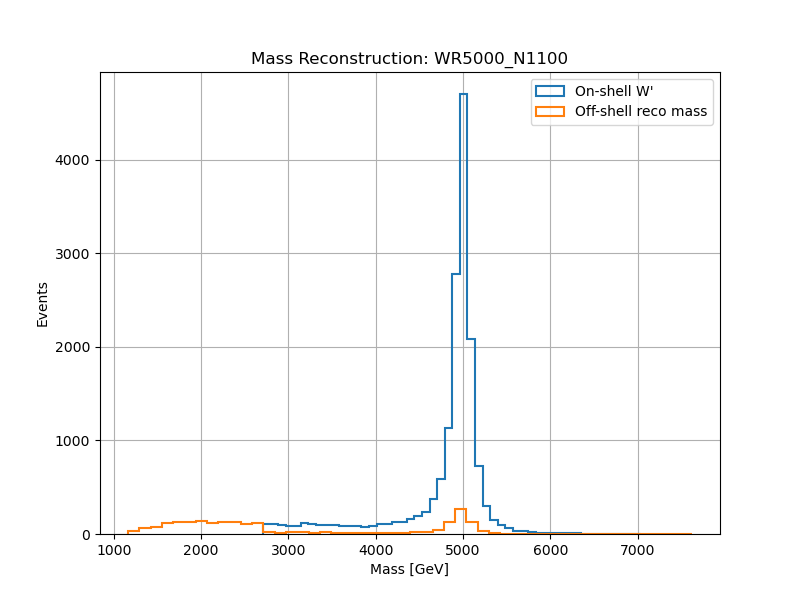 Mass Reconstruction: WR5000_N1100
On-shell W'
Off-shell reco mass
4000
3000
2000
1000
0
Events
1000 2000 3000 4000 5000 6000 7000
Mass [GeV]